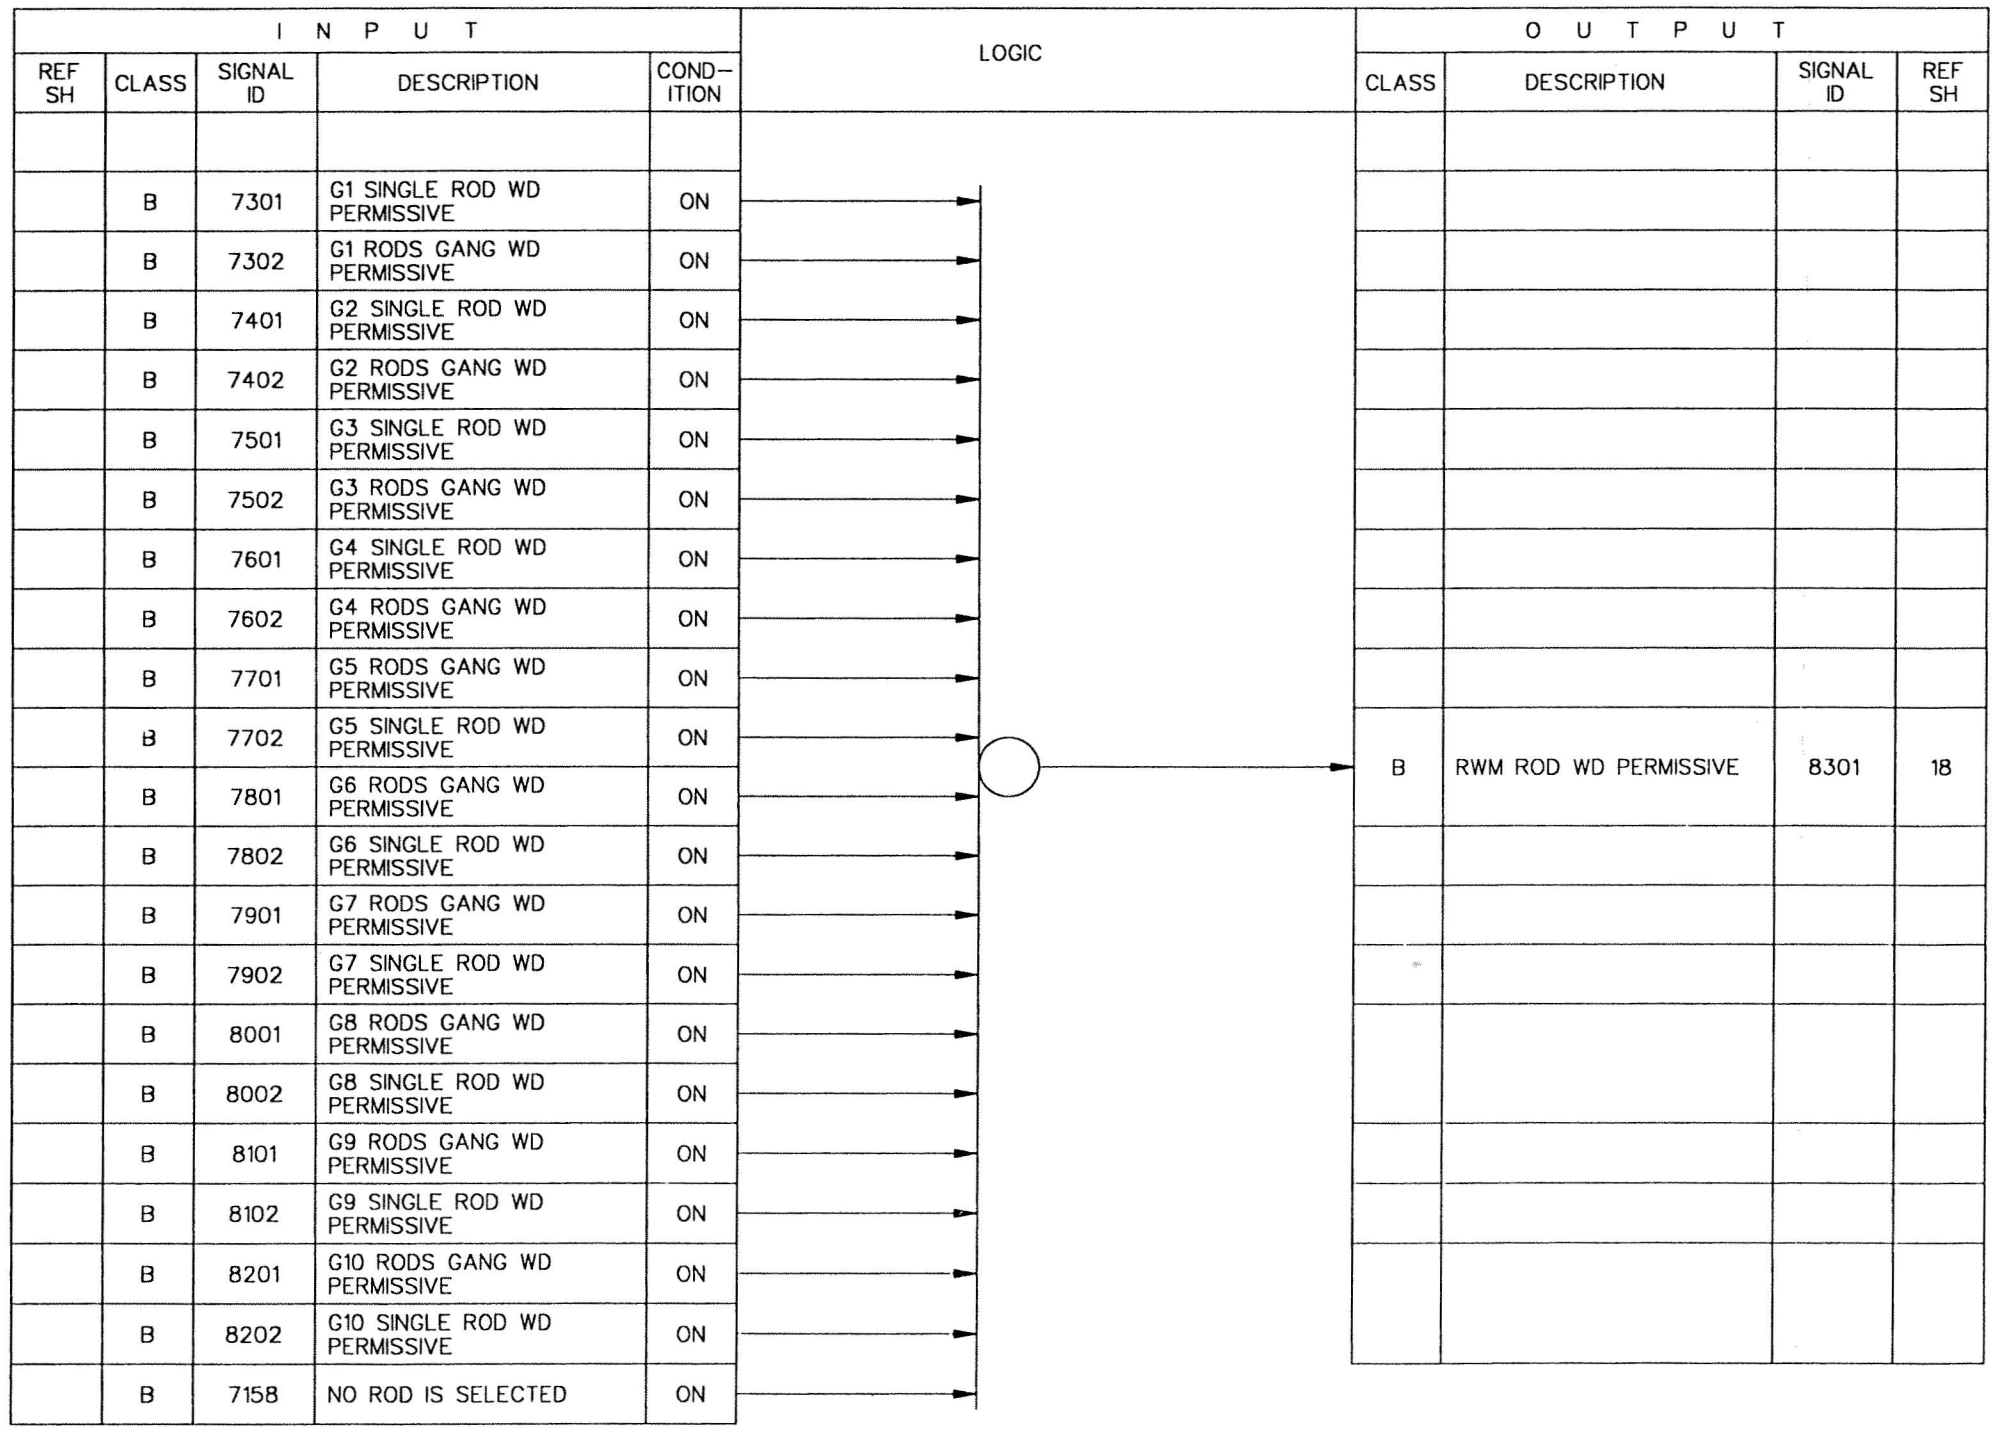 I N P U T
LOGIC
O U T P U T
REF SH
CLASS
SIGNAL ID
DESCRIPTION
COND-ITION
CLASS
DESCRIPTION
SIGNAL ID
REF SH
B 7301 G1 SINGLE ROD WD PERMISSIVE ON
B 7302 G1 RODS GANG WD PERMISSIVE ON
B 7401 G2 SINGLE ROD WD PERMISSIVE ON
B 7402 G2 RODS GANG WD PERMISSIVE ON
B 7501 G3 SINGLE ROD WD PERMISSIVE ON
B 7502 G3 RODS GANG WD PERMISSIVE ON
B 7601 G4 SINGLE ROD WD PERMISSIVE ON
B 7602 G4 RODS GANG WD PERMISSIVE ON
B 7701 G5 RODS GANG WD PERMISSIVE ON
B 7702 G5 SINGLE ROD WD PERMISSIVE ON
B RWM ROD WD PERMISSIVE 8301 18
B 7801 G6 RODS GANG WD PERMISSIVE ON
B 7802 G6 SINGLE ROD WD PERMISSIVE ON
B 7901 G7 RODS GANG WD PERMISSIVE ON
B 7902 G7 SINGLE ROD WD PERMISSIVE ON
B 8001 G8 RODS GANG WD PERMISSIVE ON
B 8002 G8 SINGLE ROD WD PERMISSIVE ON
B 8101 G9 RODS GANG WD PERMISSIVE ON
B 8102 G9 SINGLE ROD WD PERMISSIVE ON
B 8201 G10 RODS GANG WD PERMISSIVE ON
B 8202 G10 SINGLE ROD WD PERMISSIVE ON
B 7158 NO ROD IS SELECTED ON